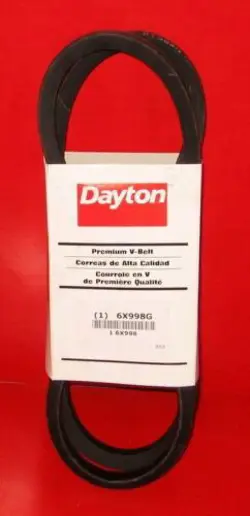 Dayton
Premium V-Belt
Correas de Alta Calidad
Courroie en V
de Première Qualité
(1) 6X998G
1 6X998